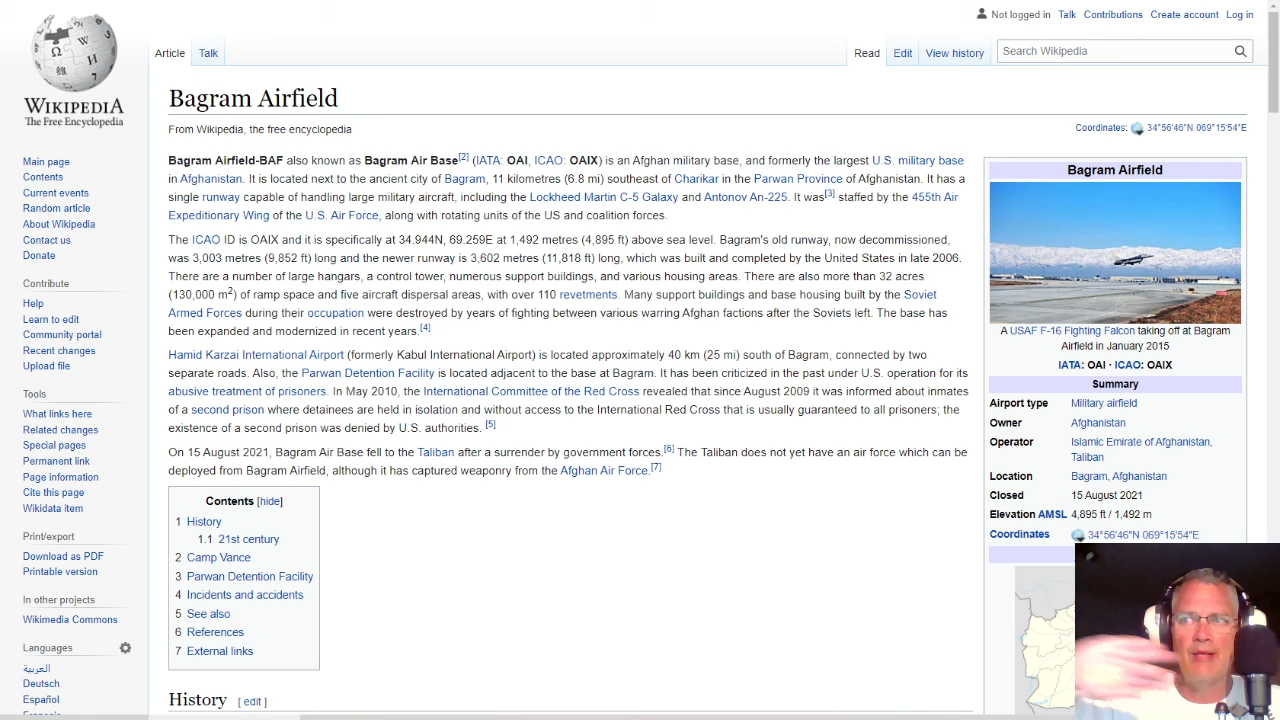 Not logged in Talk Contributions Create account Log in
Article Talk Read Edit View history Search Wikipedia
WIKIPEDIA
The Free Encyclopedia
Main page
Contents
Current events
Random article
About Wikipedia
Contact us
Donate
Contribute
Help
Learn to edit
Community portal
Recent changes
Upload file
Tools
What links here
Related changes
Special pages
Permanent link
Page information
Cite this page
Wikidata item
Print/export
Download as PDF
Printable version
In other projects
Wikimedia Commons
Languages
العربية
Deutsch
Español
Bagram Airfield
From Wikipedia, the free encyclopedia
Coordinates: 34°56′46″N 069°15′54″E
Bagram Airfield-BAF also known as Bagram Air Base[2] (IATA: OAI, ICAO: OAIX) is an Afghan military base, and formerly the largest U.S. military base
in Afghanistan. It is located next to the ancient city of Bagram, 11 kilometres (6.8 mi) southeast of Charikar in the Parwan Province of Afghanistan. It has a
single runway capable of handling large military aircraft, including the Lockheed Martin C-5 Galaxy and Antonov An-225. It was[3] staffed by the 455th Air
Expeditionary Wing of the U.S. Air Force, along with rotating units of the US and coalition forces.
The ICAO ID is OAIX and it is specifically at 34.944N, 69.259E at 1,492 metres (4,895 ft) above sea level. Bagram's old runway, now decommissioned,
was 3,003 metres (9,852 ft) long and the newer runway is 3,602 metres (11,818 ft) long, which was built and completed by the United States in late 2006.
There are a number of large hangars, a control tower, numerous support buildings, and various housing areas. There are also more than 32 acres
(130,000 m2) of ramp space and five aircraft dispersal areas, with over 110 revetments. Many support buildings and base housing built by the Soviet
Armed Forces during their occupation were destroyed by years of fighting between various warring Afghan factions after the Soviets left. The base has
been expanded and modernized in recent years.[4]
Hamid Karzai International Airport (formerly Kabul International Airport) is located approximately 40 km (25 mi) south of Bagram, connected by two
separate roads. Also, the Parwan Detention Facility is located adjacent to the base at Bagram. It has been criticized in the past under U.S. operation for its
abusive treatment of prisoners. In May 2010, the International Committee of the Red Cross revealed that since August 2009 it was informed about inmates
of a second prison where detainees are held in isolation and without access to the International Red Cross that is usually guaranteed to all prisoners; the
existence of a second prison was denied by U.S. authorities. [5]
On 15 August 2021, Bagram Air Base fell to the Taliban after a surrender by government forces.[6] The Taliban does not yet have an air force which can be
deployed from Bagram Airfield, although it has captured weaponry from the Afghan Air Force.[7]
Contents [hide]
1 History
1.1 21st century
2 Camp Vance
3 Parwan Detention Facility
4 Incidents and accidents
5 See also
6 References
7 External links
History [ edit ]
Bagram Airfield
A USAF F-16 Fighting Falcon taking off at Bagram
Airfield in January 2015
IATA: OAI · ICAO: OAIX
Summary
Airport type Military airfield
Owner Afghanistan
Operator Islamic Emirate of Afghanistan,
Taliban
Location Bagram, Afghanistan
Closed 15 August 2021
Elevation AMSL 4,895 ft / 1,492 m
Coordinates 34°56′46″N 069°15′54″E